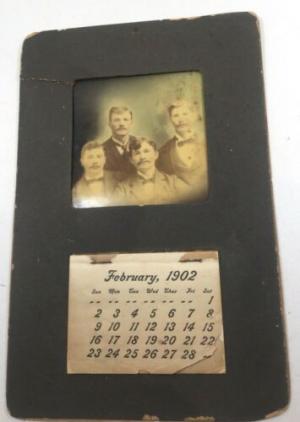 February, 1902
Sun Mon Tue Wed Thur Fri Sat
-- -- -- -- -- -- 1
2 3 4 5 6 7 8
9 10 11 12 13 14 15
16 17 18 19 20 21 22
23 24 25 26 27 28 --